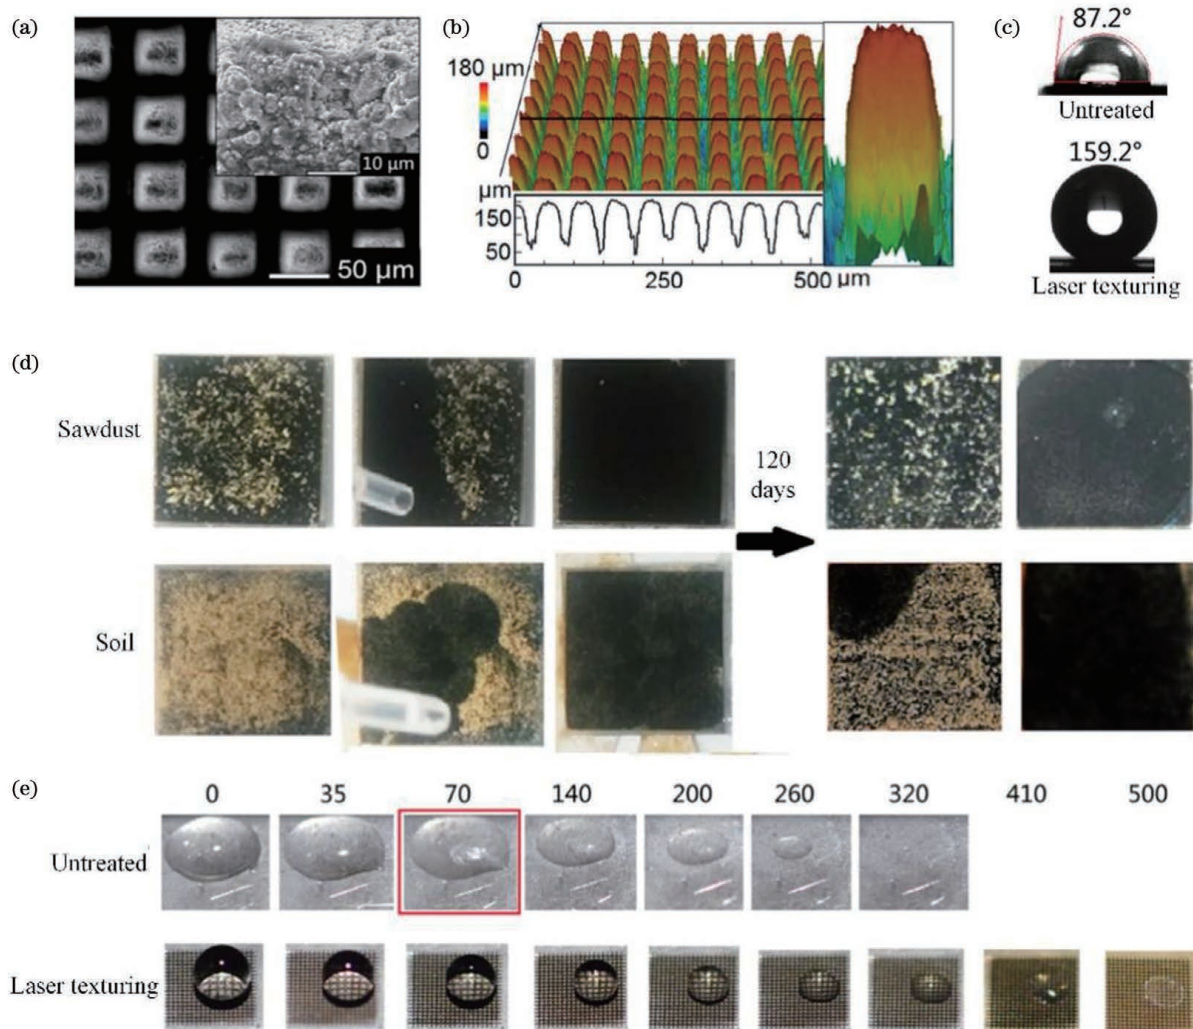 (a)
10 μm
50 μm
(b)
180 μm
0
μm
150
50
0
250
500
μm
(c)
87.2°
Untreated
159.2°
Laser texturing
(d)
Sawdust
Soil
120
days
(e)
0 35 70 140 200 260 320 410 500
Untreated
Laser texturing